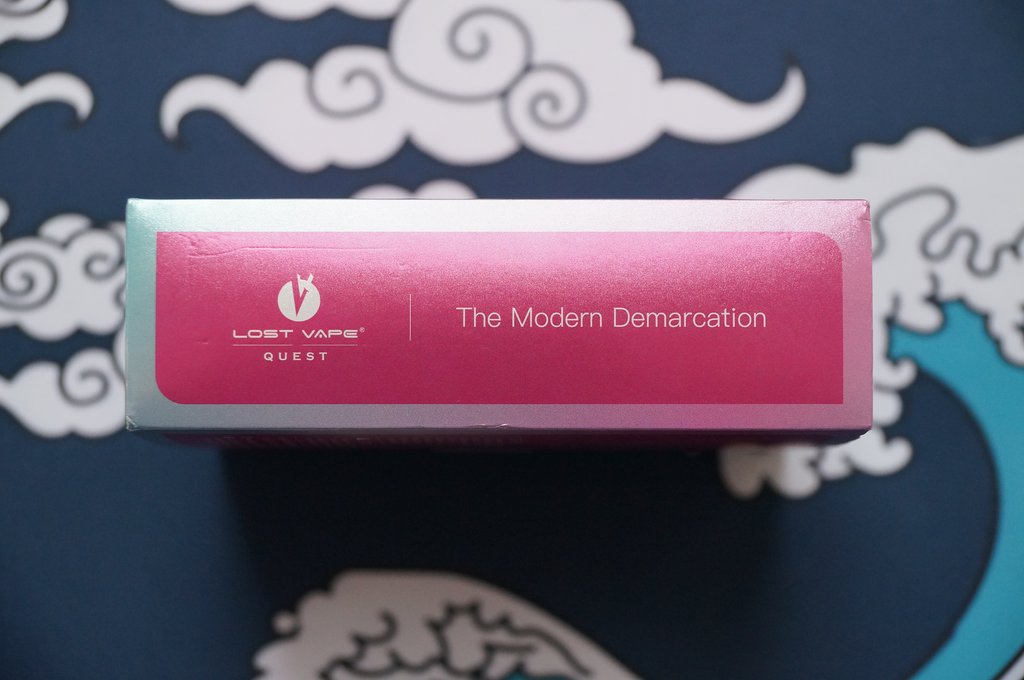 LOST VAPE®
QUEST
The Modern Demarcation